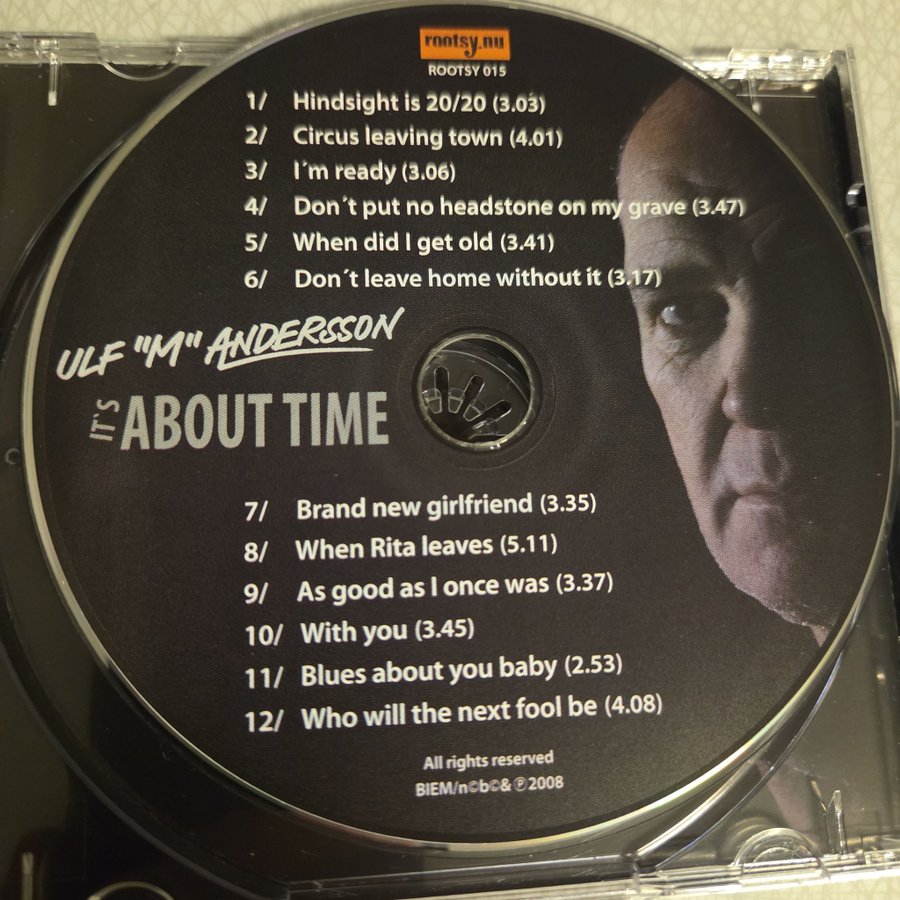 rootsy.nu
ROOTSY 015
1/ Hindsight is 20/20 (3.03)
2/ Circus leaving town (4.01)
3/ I´m ready (3.06)
4/ Don´t put no headstone on my grave (3.47)
5/ When did I get old (3.41)
6/ Don´t leave home without it (3.17)
ULF "M" ANDERSSON
IT´S ABOUT TIME
7/ Brand new girlfriend (3.35)
8/ When Rita leaves (5.11)
9/ As good as I once was (3.37)
10/ With you (3.45)
11/ Blues about you baby (2.53)
12/ Who will the next fool be (4.08)
All rights reserved
BIEM/n©b©& ℗ 2008